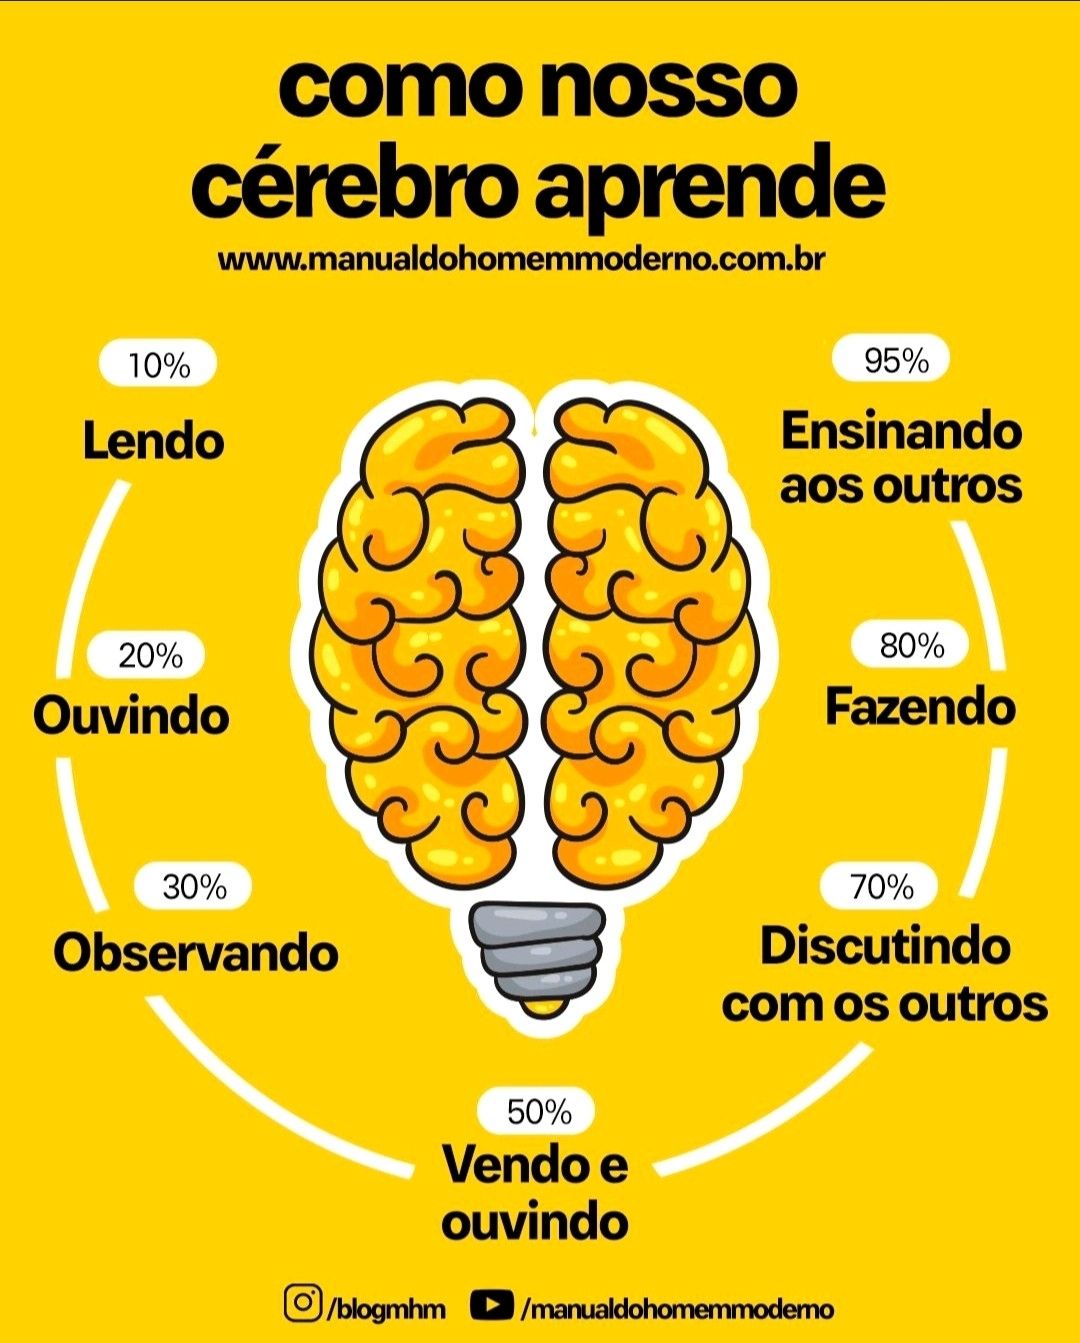 como nosso
cérebro aprende
www.manualdohomemmoderno.com.br
10%
Lendo
20%
Ouvindo
30%
Observando
50%
Vendo e
ouvindo
70%
Discutindo
com os outros
80%
Fazendo
95%
Ensinando
aos outros
/blogmhm /manualdohomemmoderno